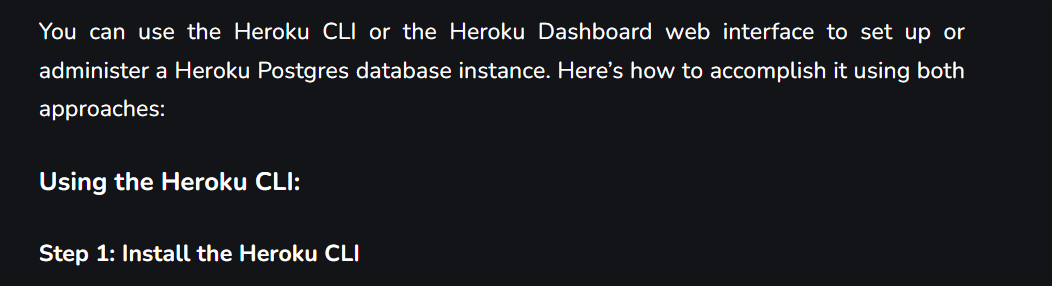 You can use the Heroku CLI or the Heroku Dashboard web interface to set up or
administer a Heroku Postgres database instance. Here’s how to accomplish it using both
approaches:
Using the Heroku CLI:
Step 1: Install the Heroku CLI